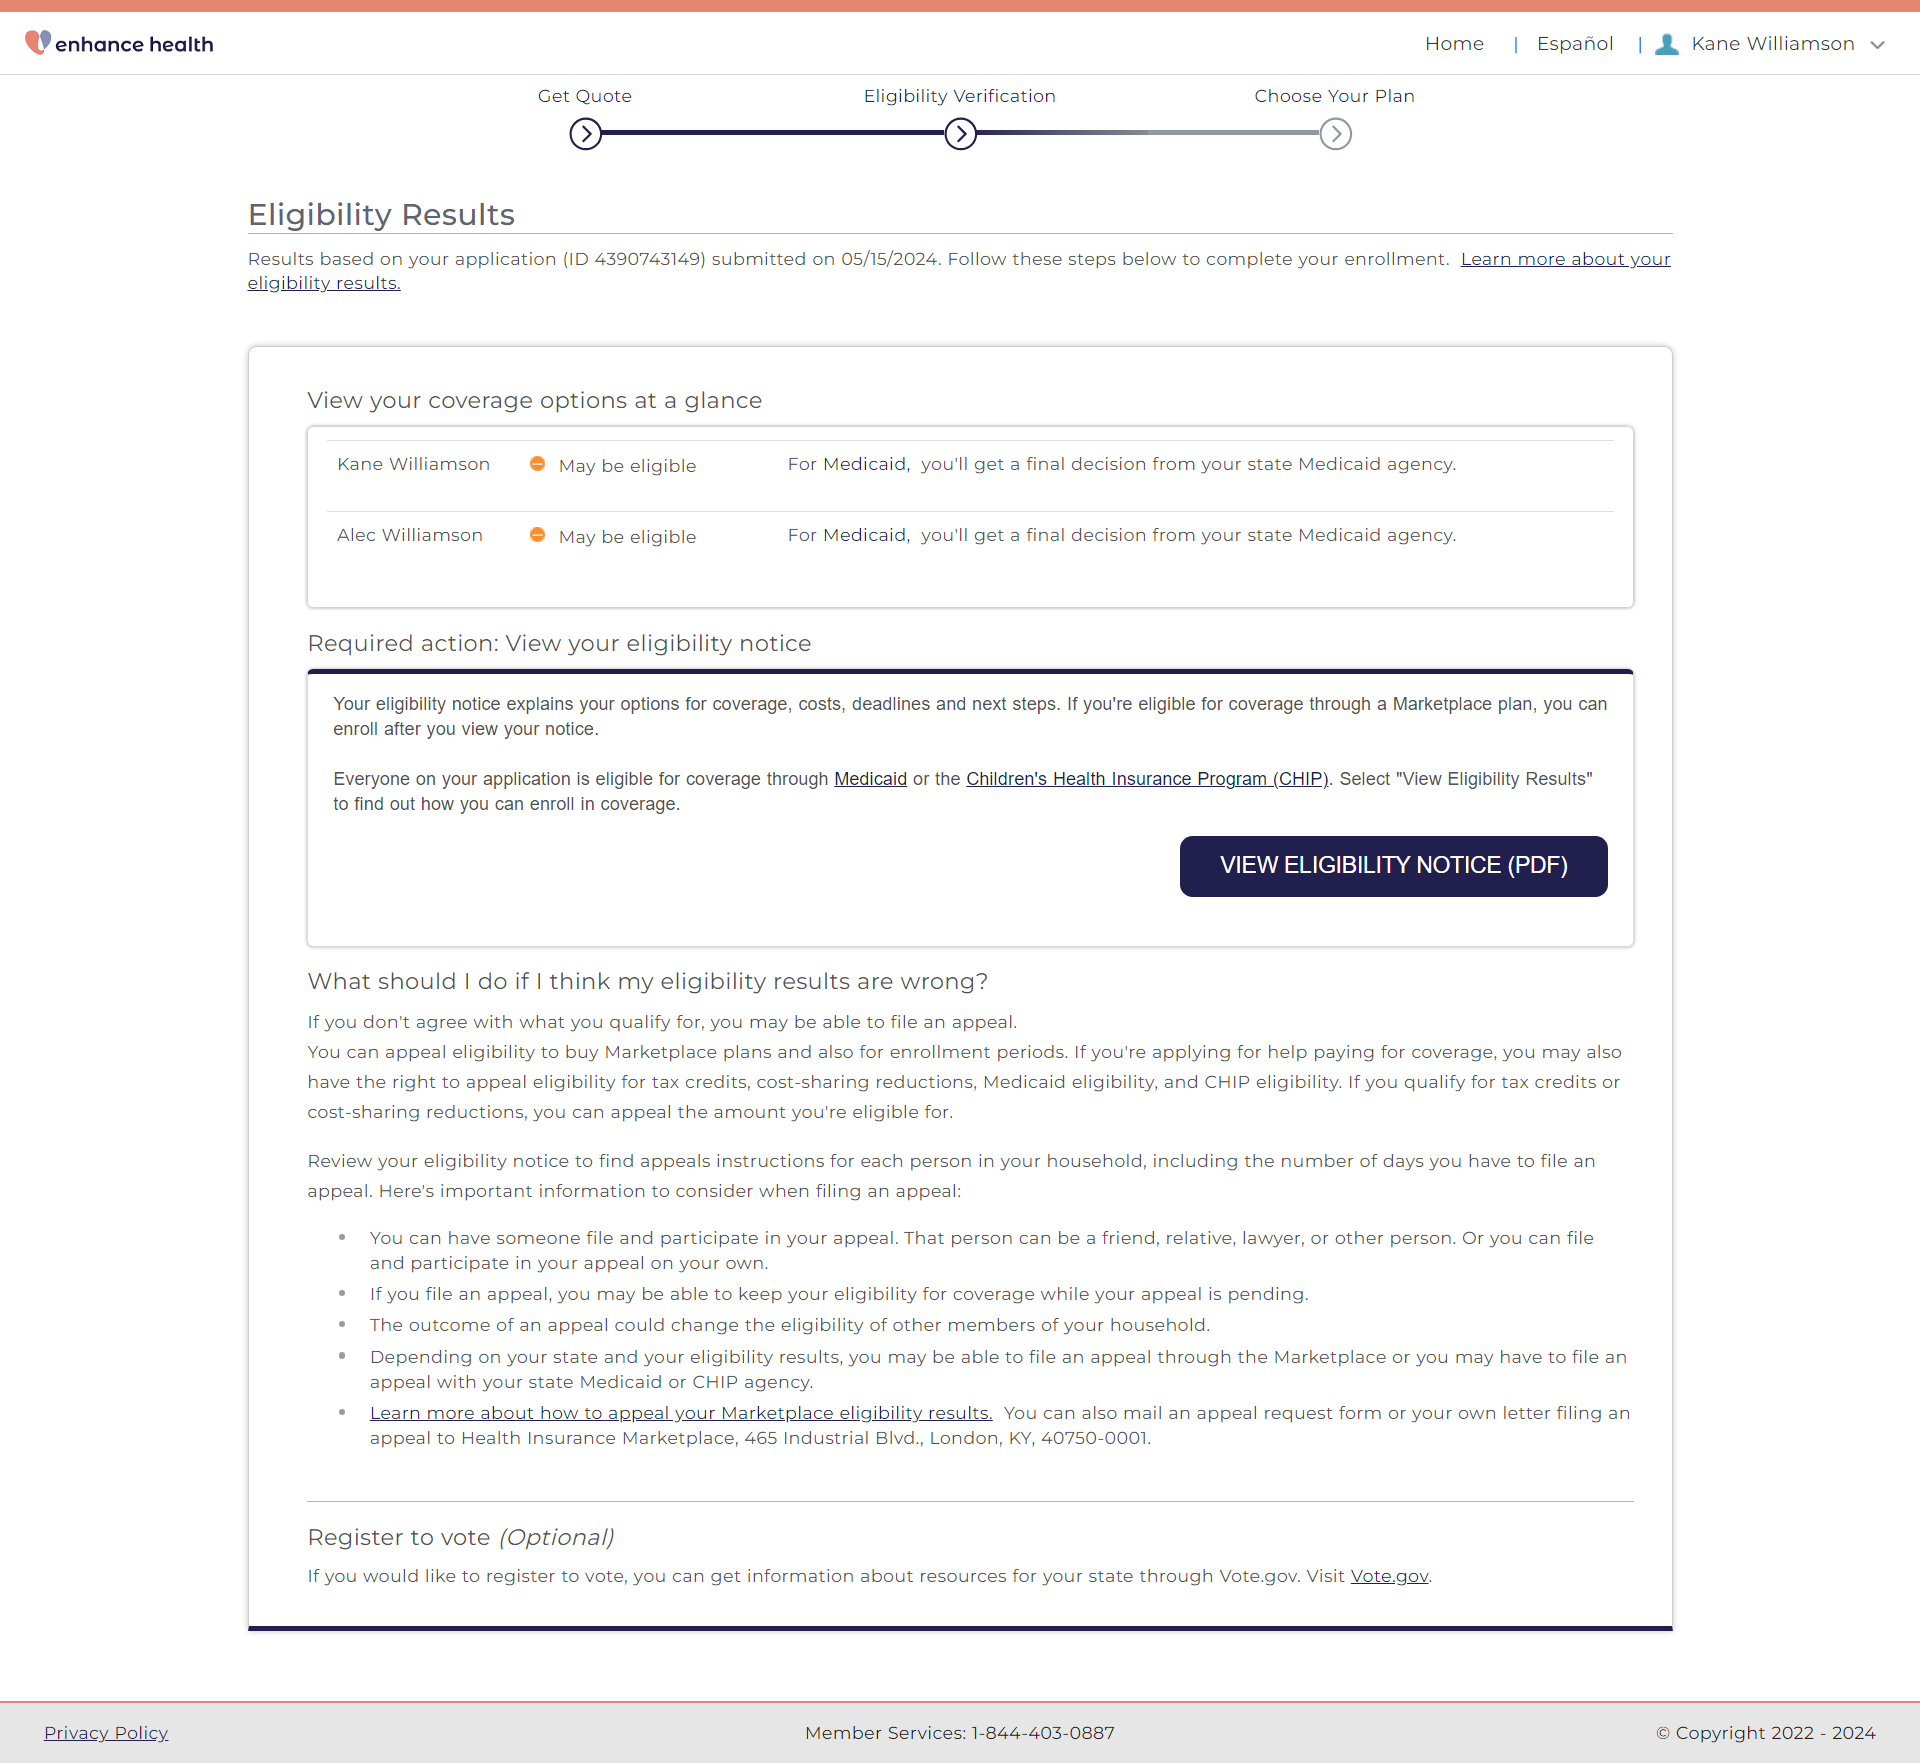 enhance health
Home | Español | Kane Williamson
Get Quote Eligibility Verification Choose Your Plan
Eligibility Results
Results based on your application (ID 4390743149) submitted on 05/15/2024. Follow these steps below to complete your enrollment. Learn more about your
eligibility results.
View your coverage options at a glance
Kane Williamson May be eligible For Medicaid, you'll get a final decision from your state Medicaid agency.
Alec Williamson May be eligible For Medicaid, you'll get a final decision from your state Medicaid agency.
Required action: View your eligibility notice
Your eligibility notice explains your options for coverage, costs, deadlines and next steps. If you're eligible for coverage through a Marketplace plan, you can
enroll after you view your notice.
Everyone on your application is eligible for coverage through Medicaid or the Children's Health Insurance Program (CHIP). Select "View Eligibility Results"
to find out how you can enroll in coverage.
VIEW ELIGIBILITY NOTICE (PDF)
What should I do if I think my eligibility results are wrong?
If you don't agree with what you qualify for, you may be able to file an appeal.
You can appeal eligibility to buy Marketplace plans and also for enrollment periods. If you're applying for help paying for coverage, you may also
have the right to appeal eligibility for tax credits, cost-sharing reductions, Medicaid eligibility, and CHIP eligibility. If you qualify for tax credits or
cost-sharing reductions, you can appeal the amount you're eligible for.
Review your eligibility notice to find appeals instructions for each person in your household, including the number of days you have to file an
appeal. Here's important information to consider when filing an appeal:
• You can have someone file and participate in your appeal. That person can be a friend, relative, lawyer, or other person. Or you can file
and participate in your appeal on your own.
• If you file an appeal, you may be able to keep your eligibility for coverage while your appeal is pending.
• The outcome of an appeal could change the eligibility of other members of your household.
• Depending on your state and your eligibility results, you may be able to file an appeal through the Marketplace or you may have to file an
appeal with your state Medicaid or CHIP agency.
• Learn more about how to appeal your Marketplace eligibility results. You can also mail an appeal request form or your own letter filing an
appeal to Health Insurance Marketplace, 465 Industrial Blvd., London, KY, 40750-0001.
Register to vote (Optional)
If you would like to register to vote, you can get information about resources for your state through Vote.gov. Visit Vote.gov.
Privacy Policy Member Services: 1-844-403-0887 © Copyright 2022 - 2024